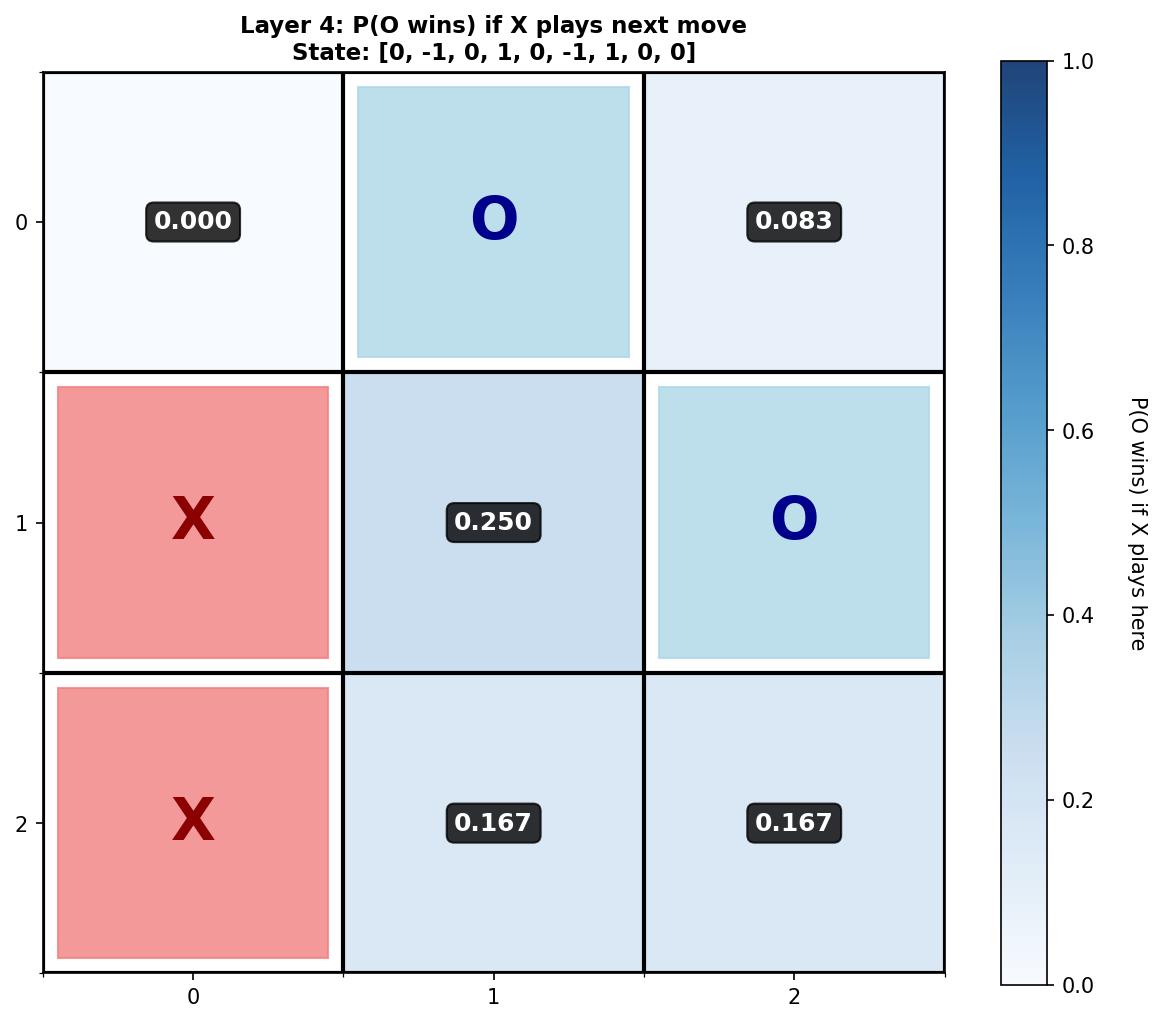 Layer 4: P(O wins) if X plays next move
State: [0, -1, 0, 1, 0, -1, 1, 0, 0]
0
0.000
O
0.083
1
X
0.250
O
2
X
0.167
0.167
0
1
2
1.0
0.8
0.6
0.4
0.2
0.0
P(O wins) if X plays here